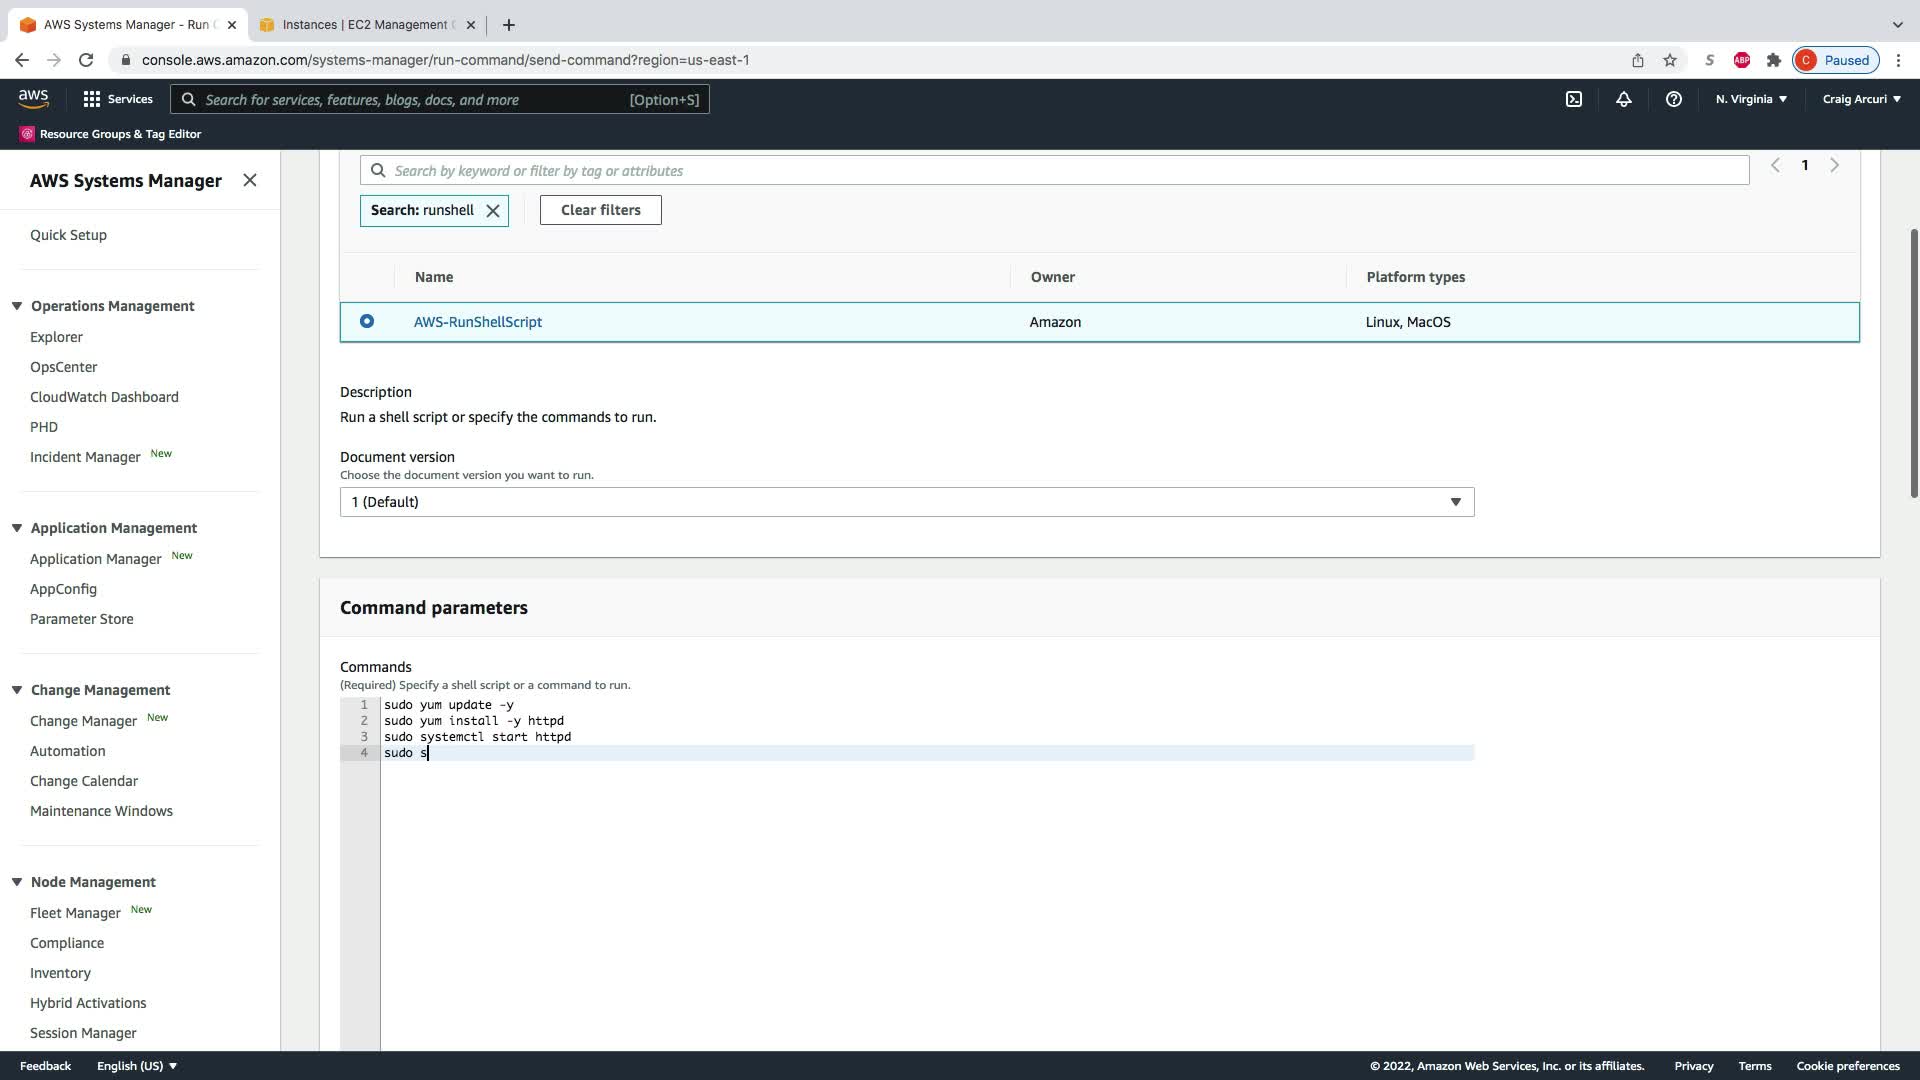 AWS Systems Manager - Run C
Instances | EC2 Management C
console.aws.amazon.com/systems-manager/run-command/send-command?region=us-east-1
S
ABP
C
Paused
aws
Services
Search for services, features, blogs, docs, and more
[Option+S]
N. Virginia
Craig Arcuri
Resource Groups & Tag Editor
AWS Systems Manager
Quick Setup
Operations Management
Explorer
OpsCenter
CloudWatch Dashboard
PHD
Incident Manager New
Application Management
Application Manager New
AppConfig
Parameter Store
Change Management
Change Manager New
Automation
Change Calendar
Maintenance Windows
Node Management
Fleet Manager New
Compliance
Inventory
Hybrid Activations
Session Manager
Search by keyword or filter by tag or attributes
1
Search: runshell
Clear filters
Name Owner Platform types
AWS-RunShellScript Amazon Linux, MacOS
Description
Run a shell script or specify the commands to run.
Document version
Choose the document version you want to run.
1 (Default)
Command parameters
Commands
(Required) Specify a shell script or a command to run.
1 sudo yum update -y
2 sudo yum install -y httpd
3 sudo systemctl start httpd
4 sudo s
Feedback
English (US)
© 2022, Amazon Web Services, Inc. or its affiliates.
Privacy
Terms
Cookie preferences